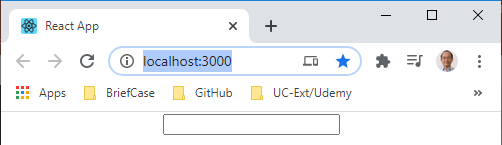 React App
localhost:3000
Apps BriefCase GitHub UC-Ext/Udemy